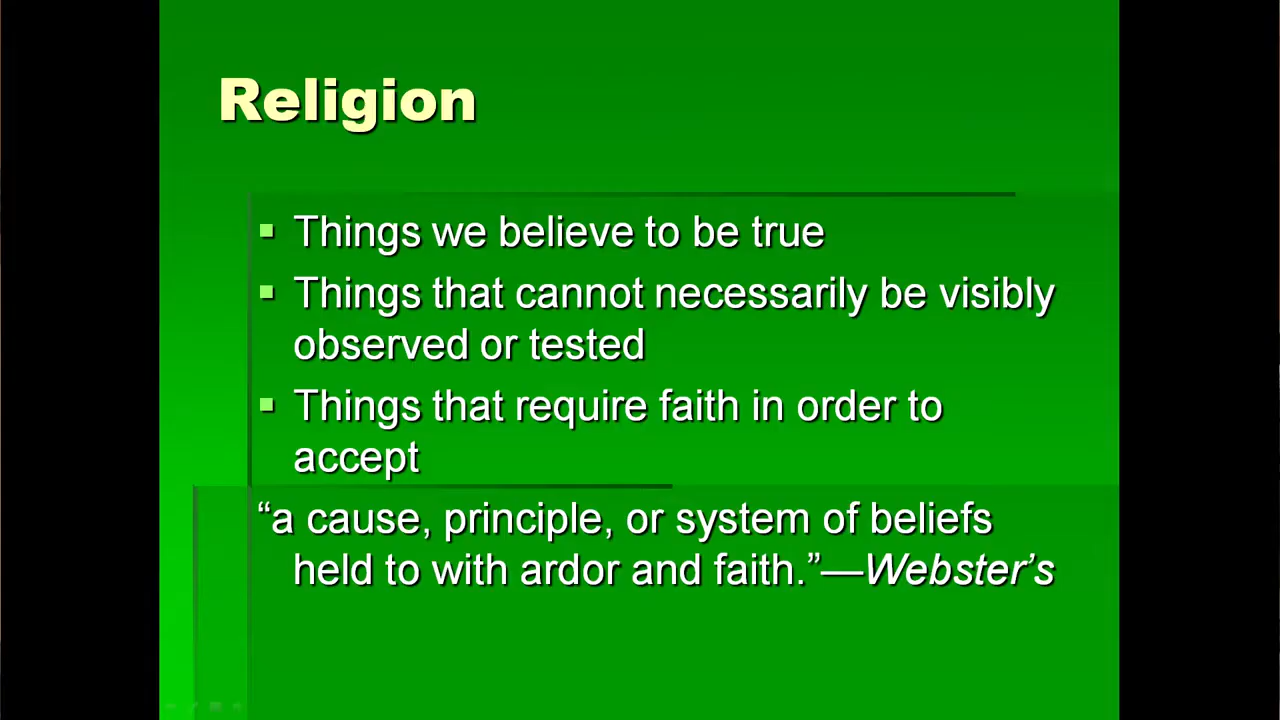 Religion
▪ Things we believe to be true
▪ Things that cannot necessarily be visibly
observed or tested
▪ Things that require faith in order to
accept
“a cause, principle, or system of beliefs
held to with ardor and faith.”—Webster’s